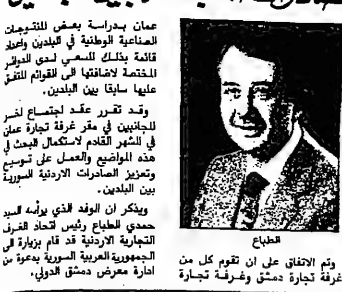 الطباع
وتم الاتفاق على ان تقوم كل من
غرفة تجارة دمشق وغرفة تجارة
عمان بدراسة بعض المنتوجات
الصناعية الوطنية في البلدين واعداد
قائمة بذلك للسعي لدى الدوائر
المختصة لاضافتها الى القوائم المتفق
عليها سابقا بين البلدين.
وقد تقرر عقد اجتماع اخر
للجانبين في مقر غرفة تجارة عمان
في الشهر القادم لاستكمال البحث في
هذه المواضيع والعمل على توسيع
وتعزيز الصادرات الاردنية السورية
بين البلدين.
ويذكر ان الوفد الذي يرأسه السيد
حمدي الطباع رئيس اتحاد الغرف
التجارية الاردنية قد قام بزيارة الى
الجمهورية العربية السورية بدعوة من
ادارة معرض دمشق الدولي.